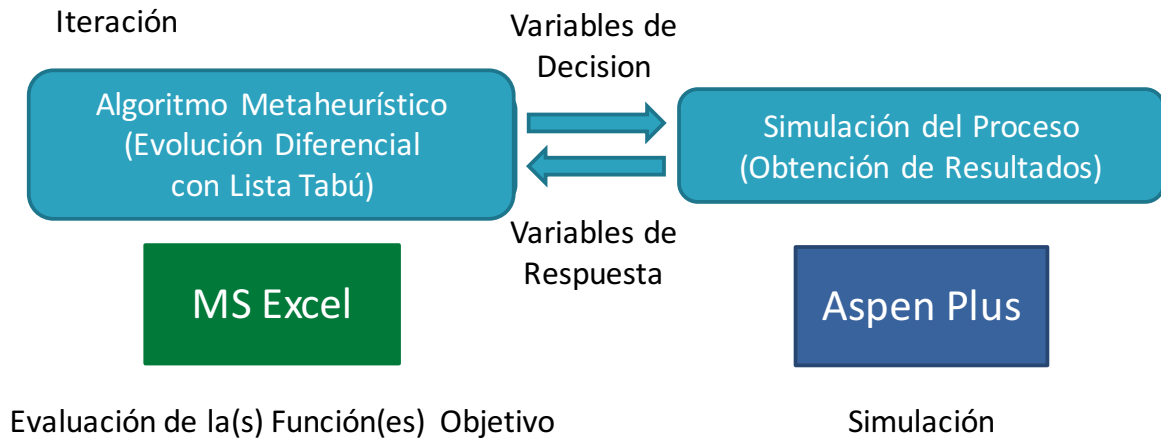 Iteración
Variables de
Decision
Algoritmo Metaheurístico
(Evolución Diferencial
con Lista Tabú)
Simulación del Proceso
(Obtención de Resultados)
Variables de
Respuesta
MS Excel
Aspen Plus
Evaluación de la(s) Función(es) Objetivo
Simulación